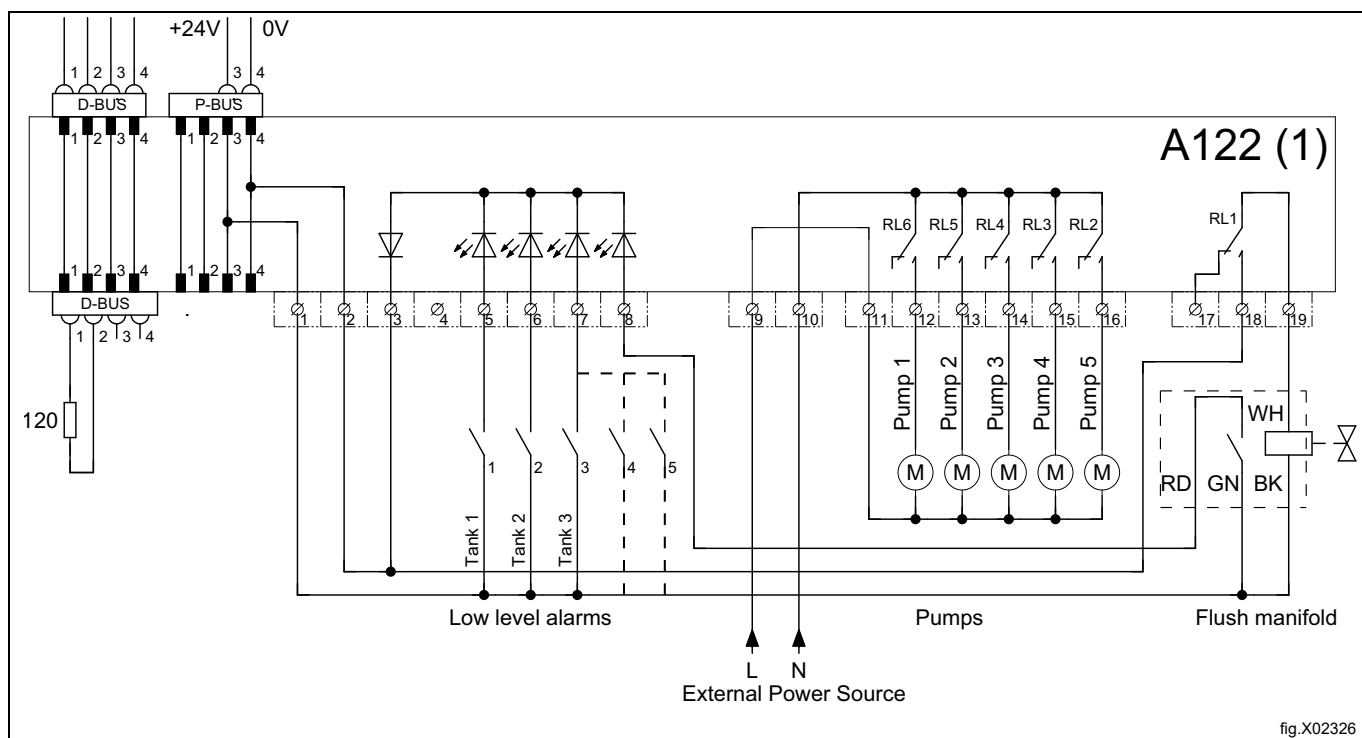 +24V 0V
1 2 3 4 3 4
D-BUS P-BUS
1 2 3 4 1 2 3 4
A122 (1)
RL6 RL5 RL4 RL3 RL2 RL1
1 2 3 4 1 2 3 4
D-BUS
1 2 3 4 5 6 7 8 9 10 11 12 13 14 15 16 17 18 19
1 2 3 4
120
Pump 1
Pump 2
Pump 3
Pump 4
Pump 5
WH
1 2 3 4 5
M M M M M
RD GN BK
Tank 1
Tank 2
Tank 3
Low level alarms
Pumps
Flush manifold
L N
External Power Source
fig.X02326